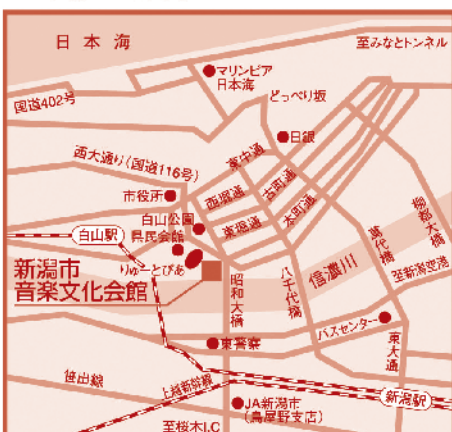 日本海
至みなとトンネル
マリンピア
日本海
どっぺり坂
国道402号
日銀
西大通り(国道116号)
東中通
市役所
西堀通
古町通
白山公園
東堀通
本町通
柳都大橋
白山駅
県民会館
萬代橋
りゅーとぴあ
信濃川
至新潟空港
新潟市
音楽文化会館
昭和大橋
八千代橋
バスセンター
東大通
東警察
笹出線
上越新幹線
新潟駅
JA新潟市
(鳥屋野支店)
至桜木I.C